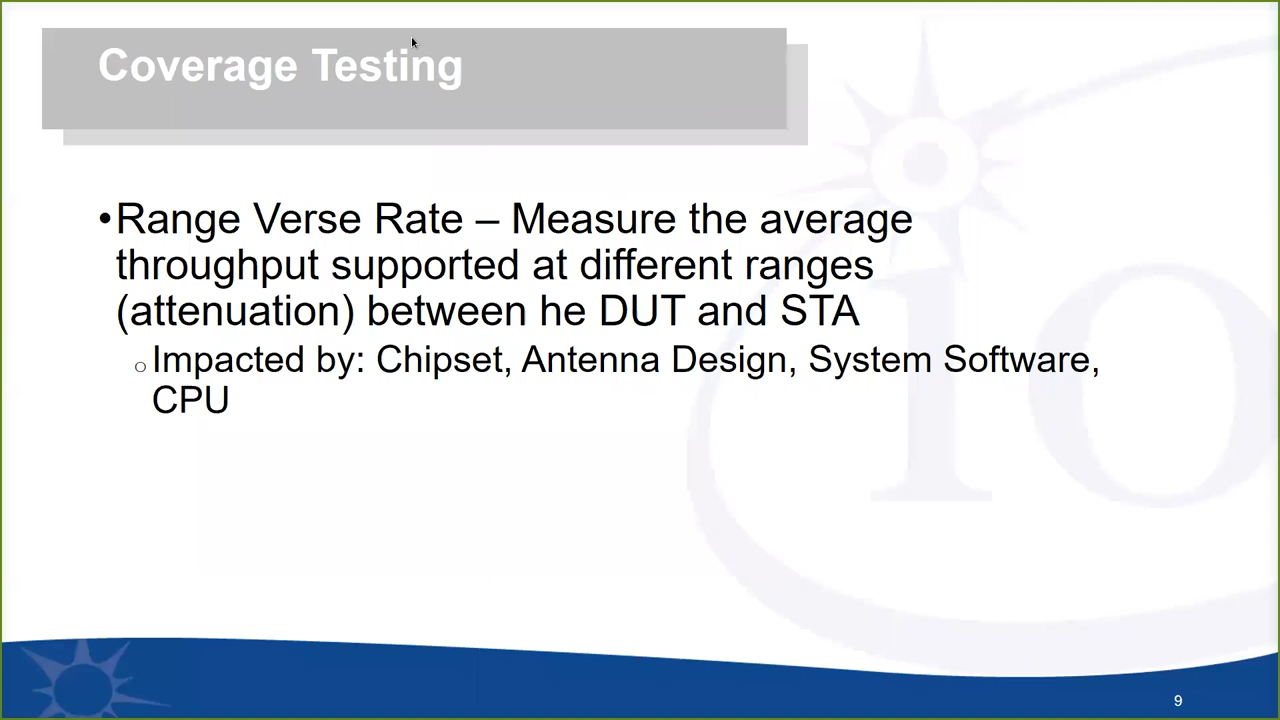 Coverage Testing
•Range Verse Rate – Measure the average
throughput supported at different ranges
(attenuation) between he DUT and STA
○Impacted by: Chipset, Antenna Design, System Software,
CPU
io
9